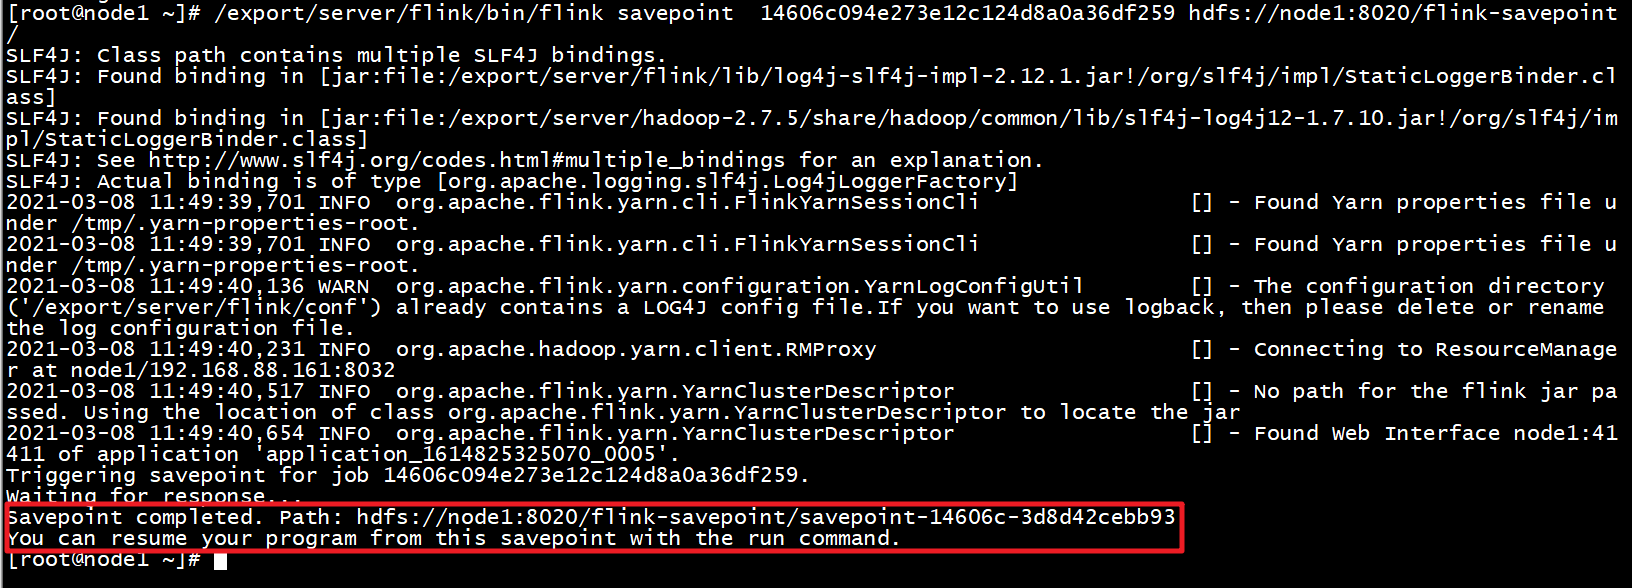 [root@node1 ~]# /export/server/flink/bin/flink savepoint  14606c094e273e12c124d8a0a36df259 hdfs://node1:8020/flink-savepoint
/
SLF4J: Class path contains multiple SLF4J bindings.
SLF4J: Found binding in [jar:file:/export/server/flink/lib/log4j-slf4j-impl-2.12.1.jar!/org/slf4j/impl/StaticLoggerBinder.cl
ass]
SLF4J: Found binding in [jar:file:/export/server/hadoop-2.7.5/share/hadoop/common/lib/slf4j-log4j12-1.7.10.jar!/org/slf4j/im
pl/StaticLoggerBinder.class]
SLF4J: See http://www.slf4j.org/codes.html#multiple_bindings for an explanation.
SLF4J: Actual binding is of type [org.apache.logging.slf4j.Log4jLoggerFactory]
2021-03-08 11:49:39,701 INFO  org.apache.flink.yarn.cli.FlinkYarnSessionCli                [] - Found Yarn properties file u
nder /tmp/.yarn-properties-root.
2021-03-08 11:49:39,701 INFO  org.apache.flink.yarn.cli.FlinkYarnSessionCli                [] - Found Yarn properties file u
nder /tmp/.yarn-properties-root.
2021-03-08 11:49:40,136 WARN  org.apache.flink.yarn.configuration.YarnLogConfigUtil        [] - The configuration directory
('/export/server/flink/conf') already contains a LOG4J config file.If you want to use logback, then please delete or rename
the log configuration file.
2021-03-08 11:49:40,231 INFO  org.apache.hadoop.yarn.client.RMProxy                        [] - Connecting to ResourceManage
r at node1/192.168.88.161:8032
2021-03-08 11:49:40,517 INFO  org.apache.flink.yarn.YarnClusterDescriptor                  [] - No path for the flink jar pa
ssed. Using the location of class org.apache.flink.yarn.YarnClusterDescriptor to locate the jar
2021-03-08 11:49:40,654 INFO  org.apache.flink.yarn.YarnClusterDescriptor                  [] - Found Web Interface node1:41
411 of application 'application_1614825325070_0005'.
Triggering savepoint for job 14606c094e273e12c124d8a0a36df259.
Waiting for response...
Savepoint completed. Path: hdfs://node1:8020/flink-savepoint/savepoint-14606c-3d8d42cebb93
You can resume your program from this savepoint with the run command.
[root@node1 ~]#